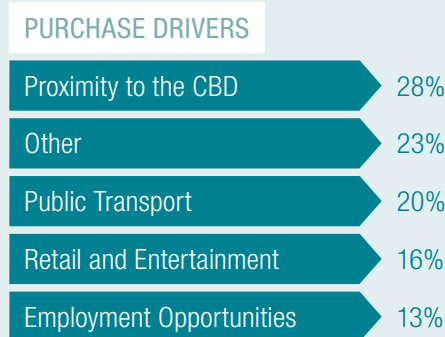 PURCHASE DRIVERS
Proximity to the CBD 28%
Other 23%
Public Transport 20%
Retail and Entertainment 16%
Employment Opportunities 13%